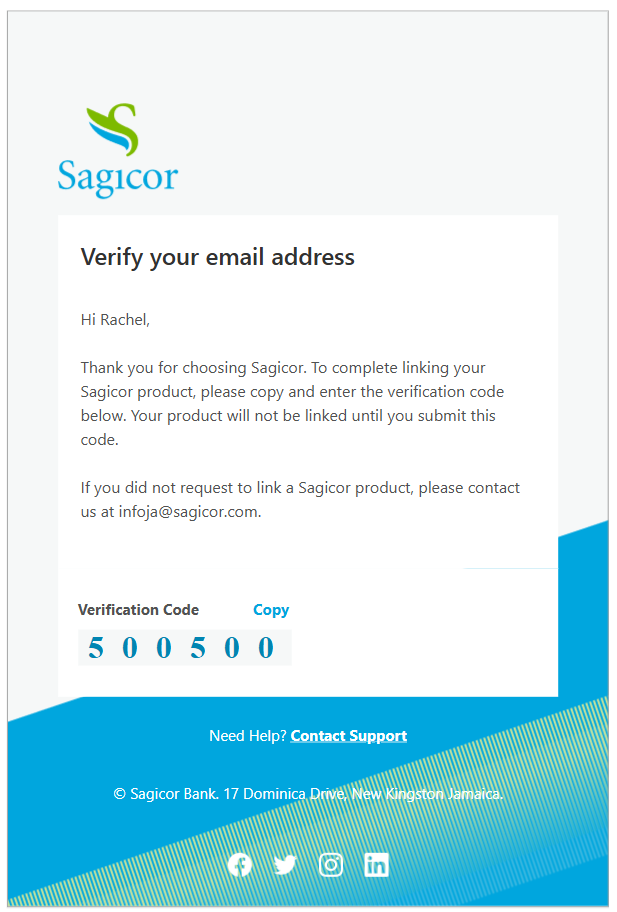 Sagicor
Verify your email address
Hi Rachel,
Thank you for choosing Sagicor. To complete linking your
Sagicor product, please copy and enter the verification code
below. Your product will not be linked until you submit this
code.
If you did not request to link a Sagicor product, please contact
us at infoja@sagicor.com.
Verification Code Copy
5 0 0 5 0 0
Need Help? Contact Support
© Sagicor Bank. 17 Dominica Drive, New Kingston Jamaica.